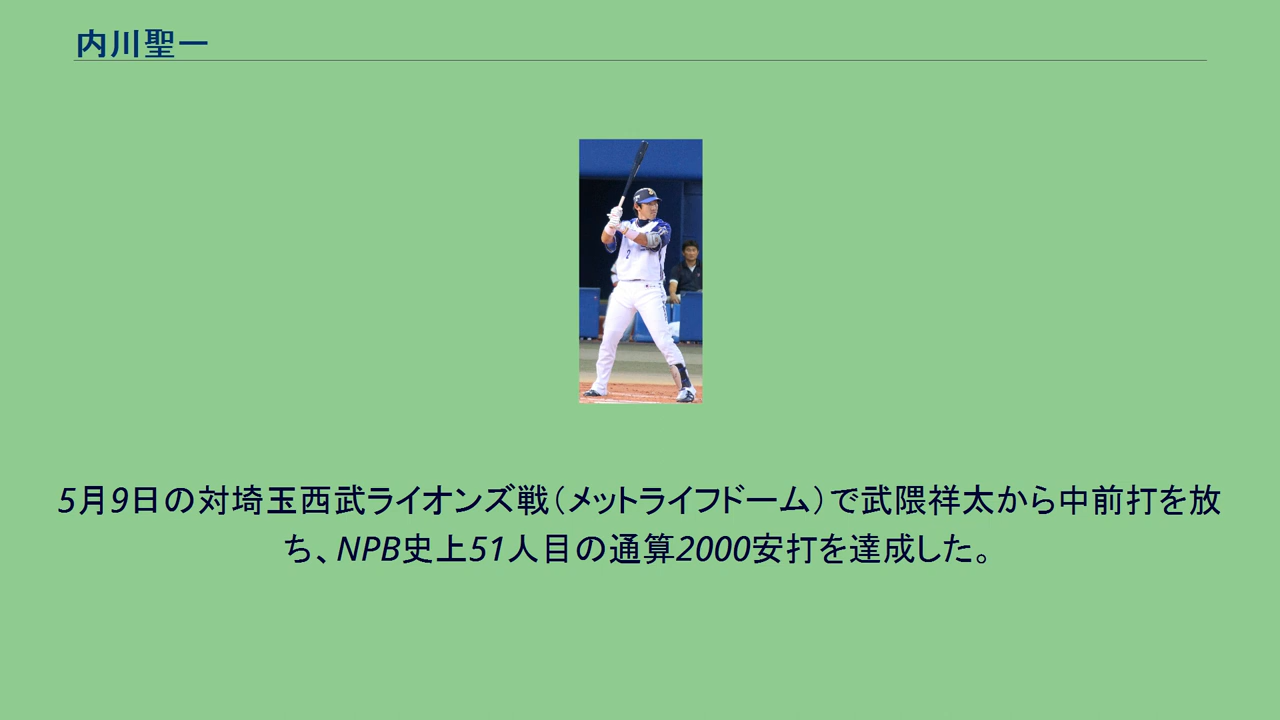 内川聖一
5月9日の対埼玉西武ライオンズ戦（メットライフドーム）で武隈祥太から中前打を放
ち、NPB史上51人目の通算2000安打を達成した。